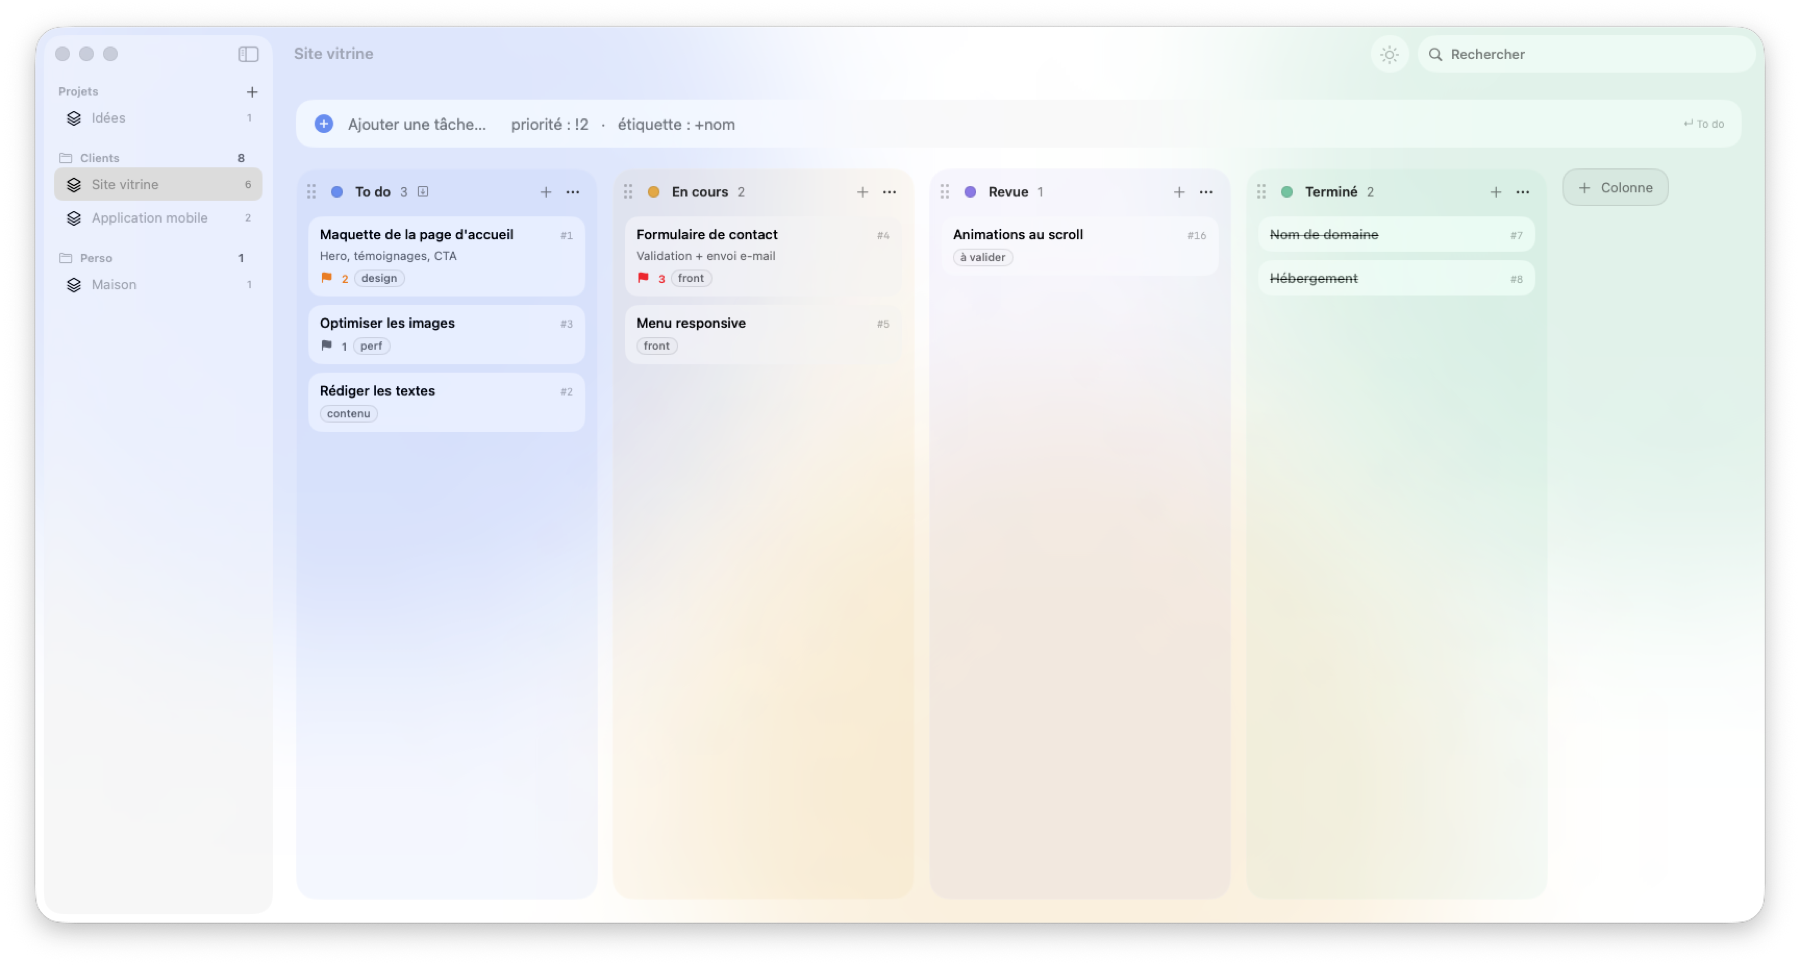 Site vitrine
Rechercher
Projets
Idées 1
Clients 8
Site vitrine 6
Application mobile 2
Perso 1
Maison 1
Ajouter une tâche... priorité : !2 · étiquette : +nom
↵ To do
To do 3
Maquette de la page d'accueil #1
Hero, témoignages, CTA
2 design
Optimiser les images #3
1 perf
Rédiger les textes #2
contenu
En cours 2
Formulaire de contact #4
Validation + envoi e-mail
3 front
Menu responsive #5
front
Revue 1
Animations au scroll #16
à valider
Terminé 2
Nom de domaine #7
Hébergement #8
+ Colonne